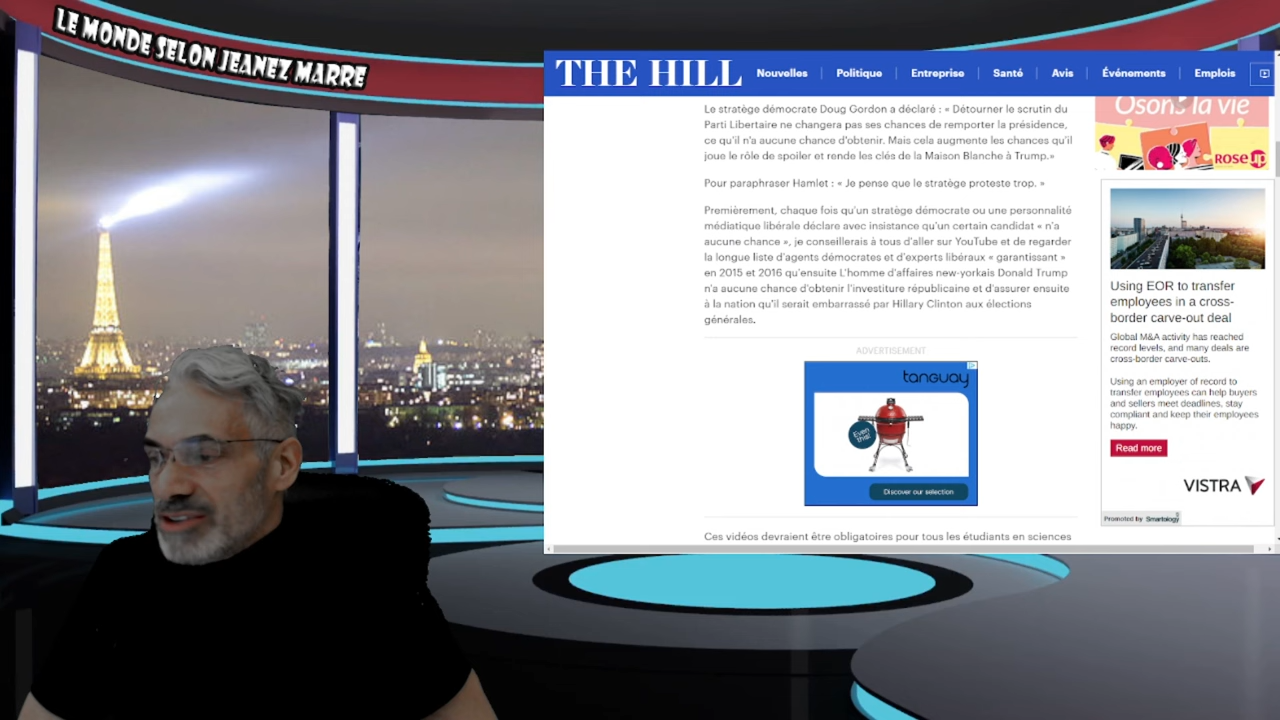 LE MONDE SELON JEANEZ MARRE
THE HILL
Nouvelles
Politique
Entreprise
Santé
Avis
Événements
Emplois
Le stratège démocrate Doug Gordon a déclaré : « Détourner le scrutin du
Parti Libertaire ne changera pas ses chances de remporter la présidence,
ce qu'il n'a aucune chance d'obtenir. Mais cela augmente les chances qu'il
joue le rôle de spoiler et rende les clés de la Maison Blanche à Trump.»
Pour paraphraser Hamlet : « Je pense que le stratège proteste trop. »
Premièrement, chaque fois qu'un stratège démocrate ou une personnalité
médiatique libérale déclare avec insistance qu'un certain candidat « n'a
aucune chance », je conseillerais à tous d'aller sur YouTube et de regarder
la longue liste d'agents démocrates et d'experts libéraux « garantissant »
en 2015 et 2016 qu'ensuite L'homme d'affaires new-yorkais Donald Trump
n'a aucune chance d'obtenir l'investiture républicaine et d'assurer ensuite
à la nation qu'il serait embarrassé par Hillary Clinton aux élections
générales.
ADVERTISEMENT
tanguay
Even this!
Discover our selection
Ces vidéos devraient être obligatoires pour tous les étudiants en sciences
Osons la vie
ROSE UP
Using EOR to transfer
employees in a cross-
border carve-out deal
Global M&A activity has reached
record levels, and many deals are
cross-border carve-outs.
Using an employer of record to
transfer employees can help buyers
and sellers meet deadlines, stay
compliant and keep their employees
happy.
Read more
VISTRA
Promoted by Smartology